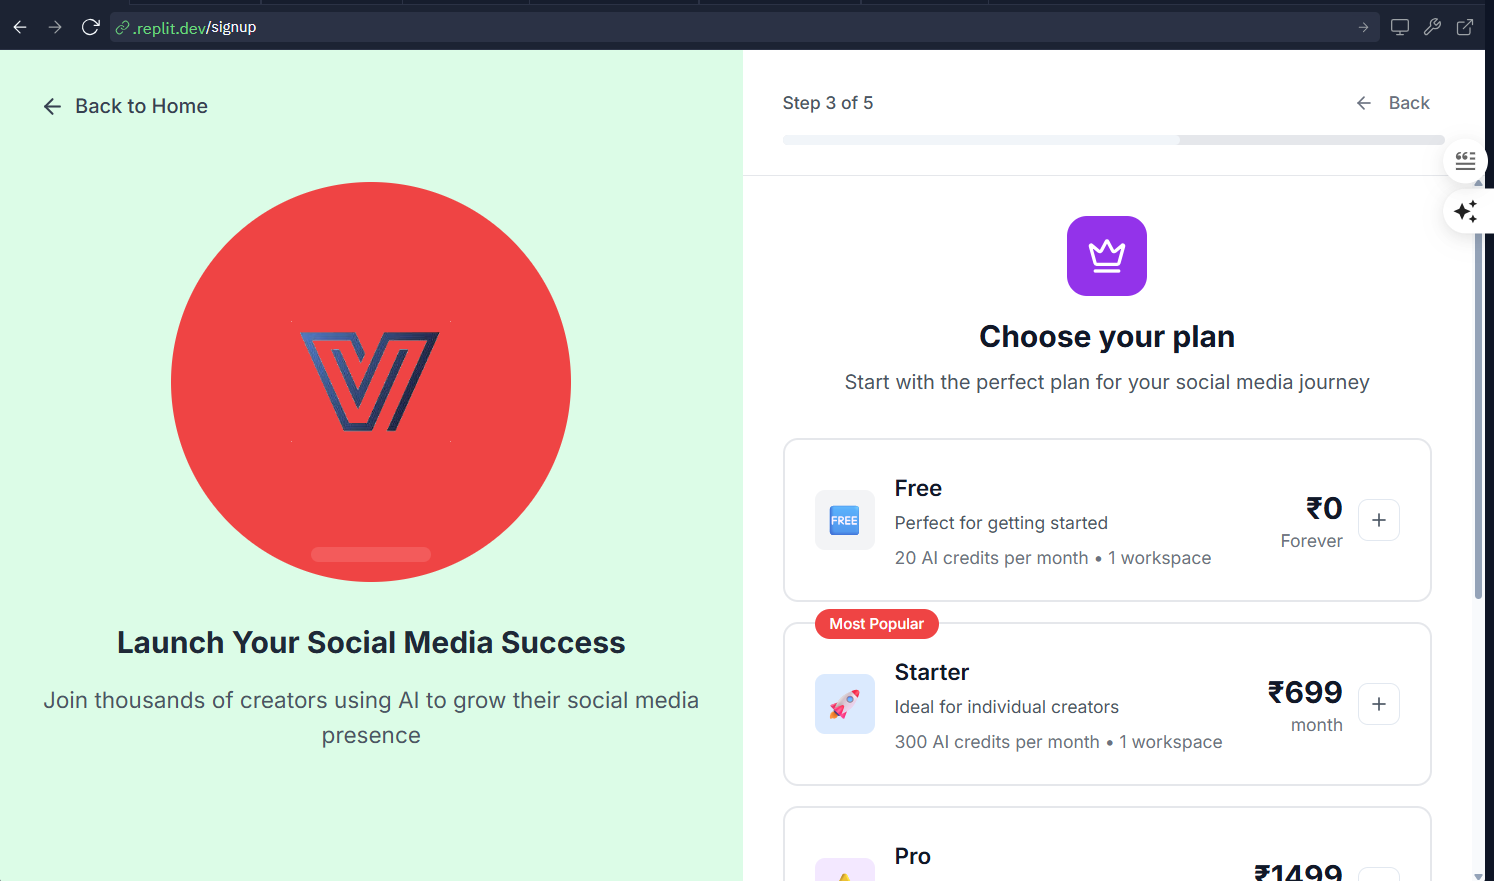 .replit.dev/signup
Back to Home
Launch Your Social Media Success
Join thousands of creators using AI to grow their social media
presence
Step 3 of 5
Back
Choose your plan
Start with the perfect plan for your social media journey
FREE
Free
Perfect for getting started
20 AI credits per month • 1 workspace
₹0
Forever
Most Popular
Starter
Ideal for individual creators
300 AI credits per month • 1 workspace
₹699
month
Pro
₹1499